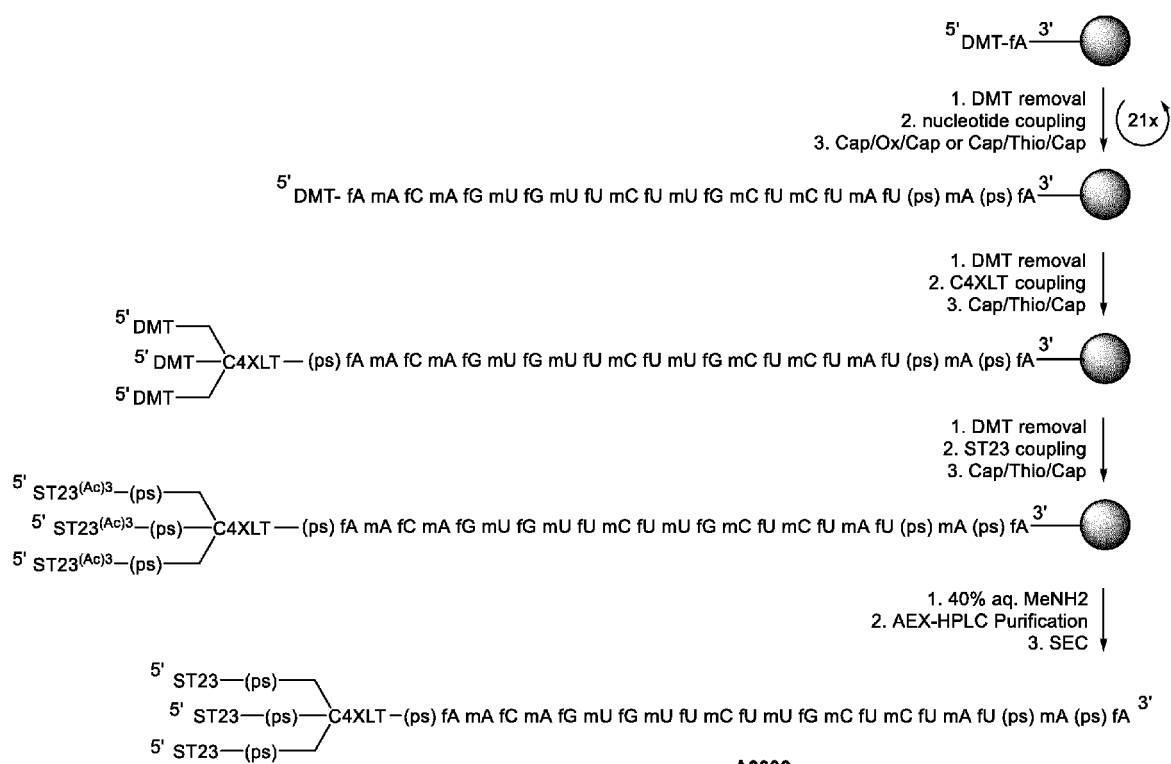 5' DMT-fA 3'
1. DMT removal
2. nucleotide coupling
3. Cap/Ox/Cap or Cap/Thio/Cap
21x
5' DMT- fA mA fC mA fG mU fG mU fU mC fU mU fG mC fU mC fU mA fU (ps) mA (ps) fA 3'
1. DMT removal
2. C4XLT coupling
3. Cap/Thio/Cap
5' DMT
5' DMT C4XLT (ps) fA mA fC mA fG mU fG mU fU mC fU mU fG mC fU mC fU mA fU (ps) mA (ps) fA 3'
5' DMT
1. DMT removal
2. ST23 coupling
3. Cap/Thio/Cap
5' ST23(Ac)3 (ps)
5' ST23(Ac)3 (ps) C4XLT (ps) fA mA fC mA fG mU fG mU fU mC fU mU fG mC fU mC fU mA fU (ps) mA (ps) fA 3'
5' ST23(Ac)3 (ps)
1. 40% aq. MeNH2
2. AEX-HPLC Purification
3. SEC
5' ST23 (ps)
5' ST23 (ps) C4XLT (ps) fA mA fC mA fG mU fG mU fU mC fU mU fG mC fU mC fU mA fU (ps) mA (ps) fA 3'
5' ST23 (ps)